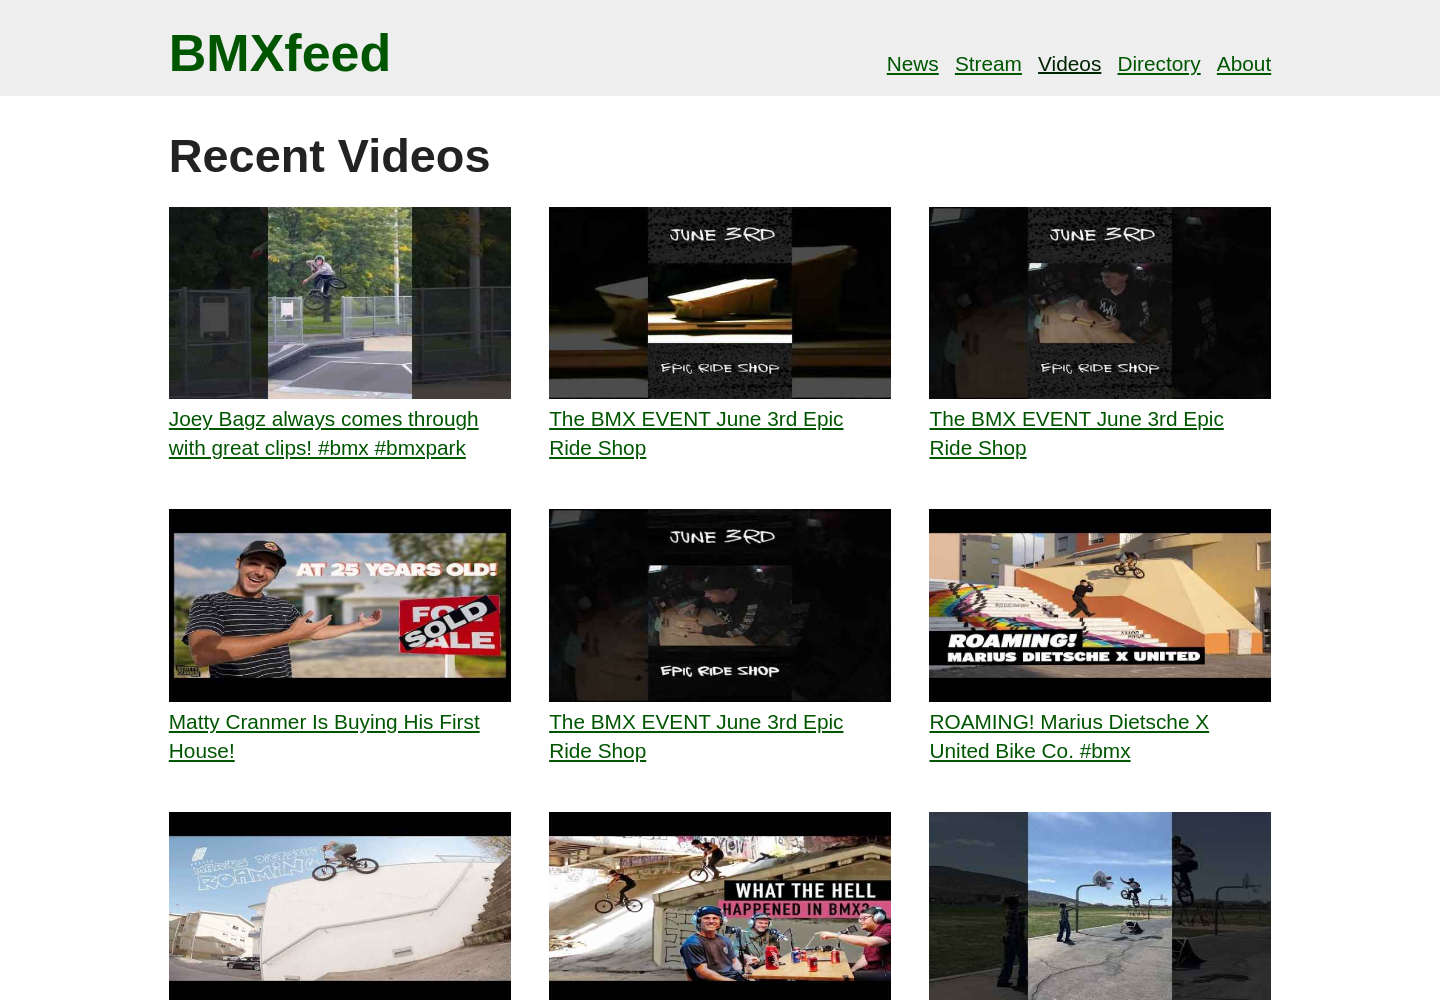 BMXfeed
News Stream Videos Directory About
Recent Videos
JUNE 3RD
EPIC RIDE SHOP
JUNE 3RD
EPIC RIDE SHOP
Joey Bagz always comes through
with great clips! #bmx #bmxpark
The BMX EVENT June 3rd Epic
Ride Shop
The BMX EVENT June 3rd Epic
Ride Shop
AT 25 YEARS OLD!
FOR
SALE
SOLD
JUNE 3RD
EPIC RIDE SHOP
ROAMING!
MARIUS DIETSCHE X UNITED
Matty Cranmer Is Buying His First
House!
The BMX EVENT June 3rd Epic
Ride Shop
ROAMING! Marius Dietsche X
United Bike Co. #bmx
MARIUS DIETSCHE
ROAMING
WHAT THE HELL
HAPPENED IN BMX?